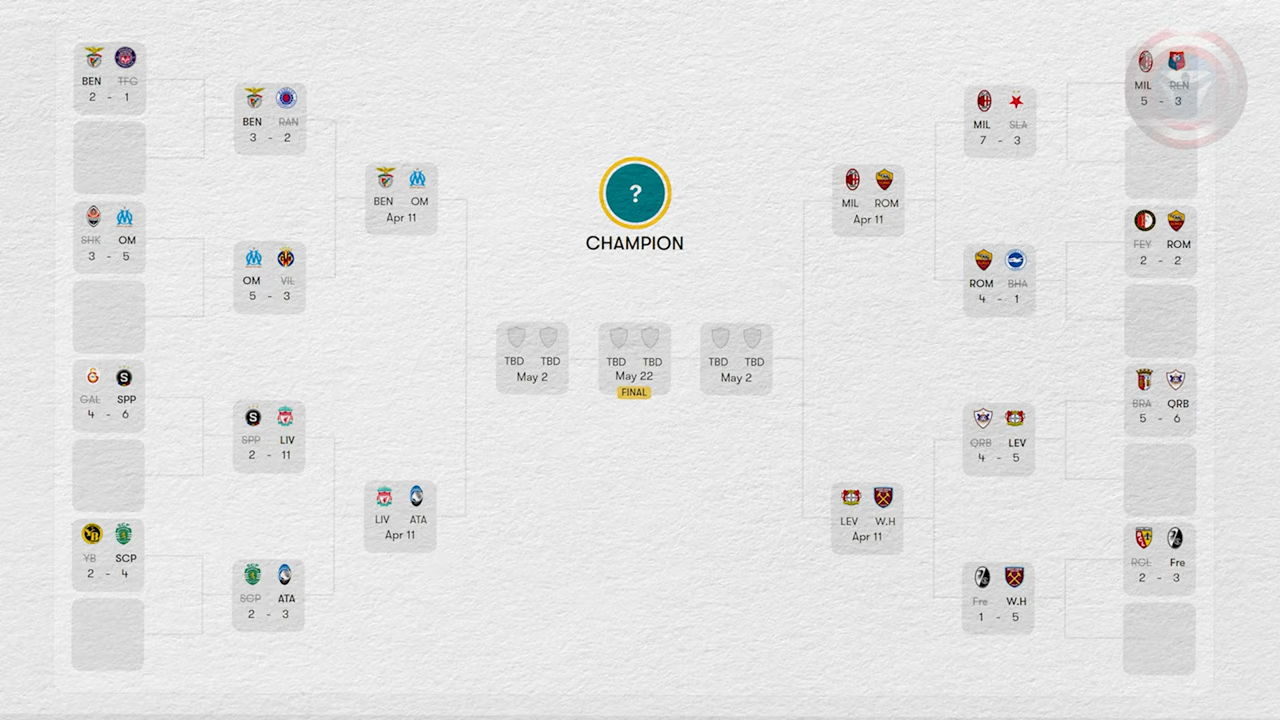 BEN TFC
2 - 1
SHK OM
3 - 5
GAL SPP
4 - 6
YB SCP
2 - 4
BEN RAN
3 - 2
OM VIL
5 - 3
SPP LIV
2 - 11
SCP ATA
2 - 3
BEN OM
Apr 11
LIV ATA
Apr 11
?
CHAMPION
TBD TBD
May 2
TBD TBD
May 22
FINAL
TBD TBD
May 2
MIL ROM
Apr 11
LEV W.H
Apr 11
MIL SLA
7 - 3
ROM BHA
4 - 1
QRB LEV
4 - 5
Fre W.H
1 - 5
MIL REN
5 - 3
FEY ROM
2 - 2
BRA QRB
5 - 6
RCL Fre
2 - 3